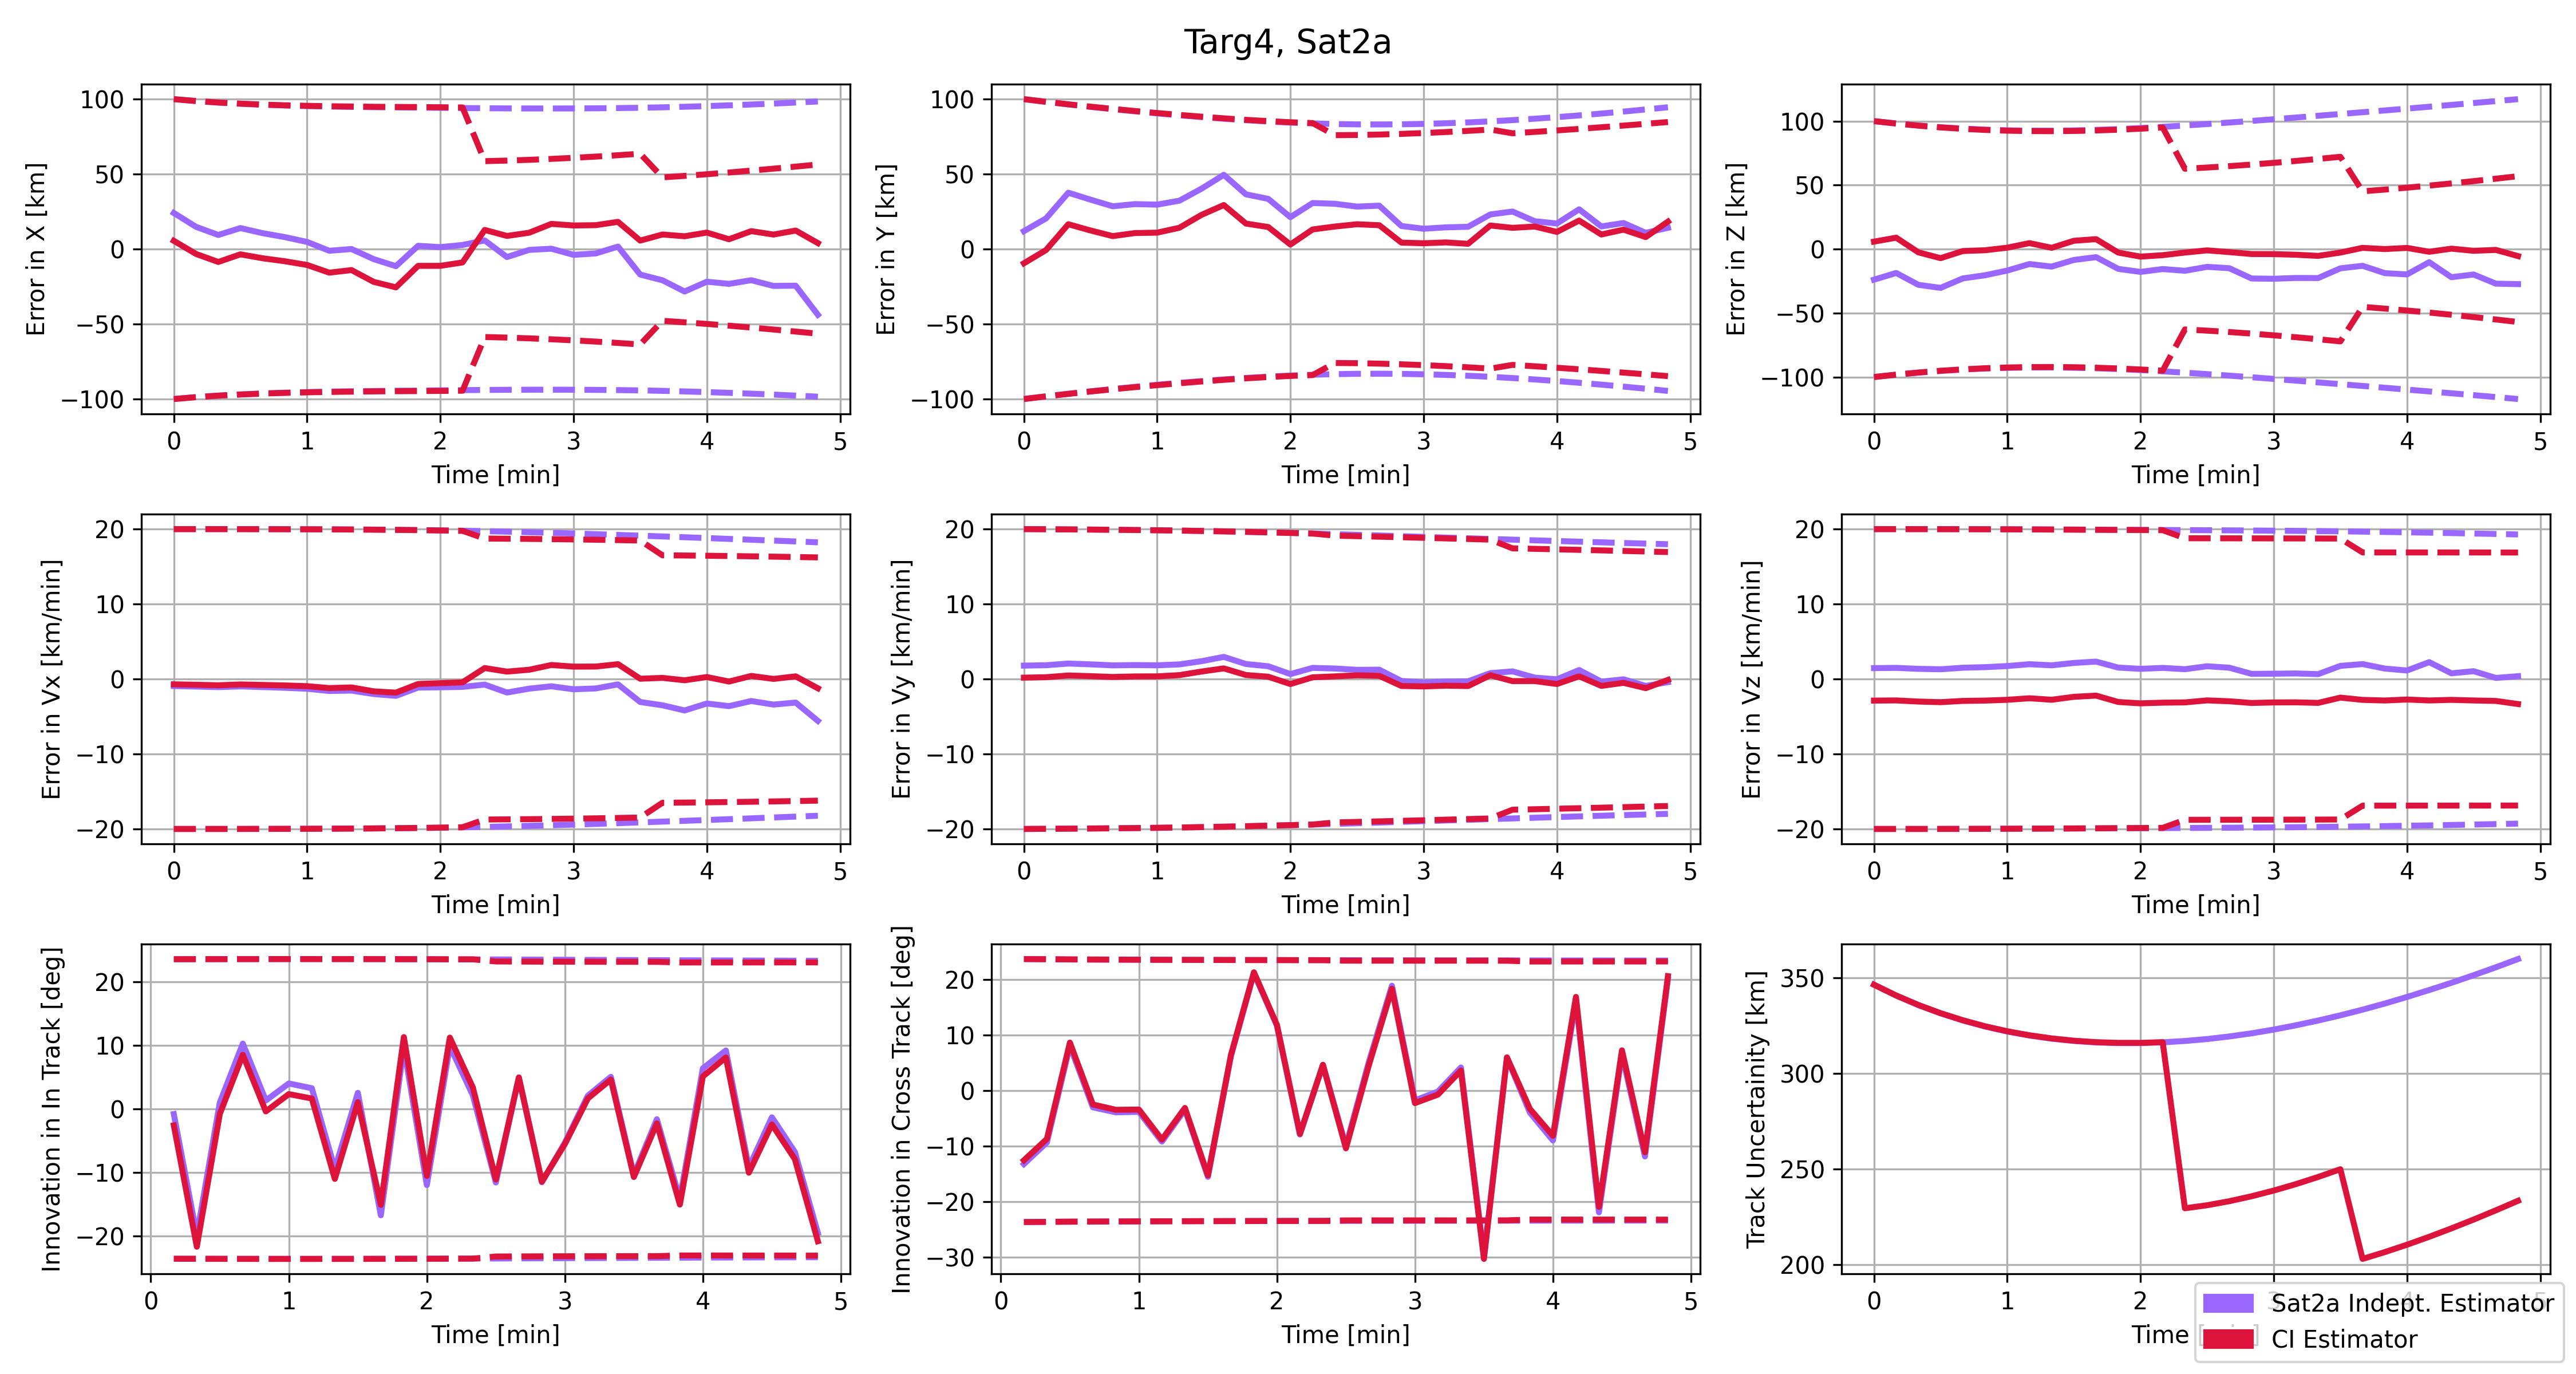 Targ4, Sat2a
Error in X [km]
100
50
0
−50
−100
0 1 2 3 4 5
Time [min]
Error in Y [km]
100
50
0
−50
−100
0 1 2 3 4 5
Time [min]
Error in Z [km]
100
50
0
−50
−100
0 1 2 3 4 5
Time [min]
Error in Vx [km/min]
20
10
0
−10
−20
0 1 2 3 4 5
Time [min]
Error in Vy [km/min]
20
10
0
−10
−20
0 1 2 3 4 5
Time [min]
Error in Vz [km/min]
20
10
0
−10
−20
0 1 2 3 4 5
Time [min]
Innovation in In Track [deg]
20
10
0
−10
−20
0 1 2 3 4 5
Time [min]
Innovation in Cross Track [deg]
20
10
0
−10
−20
−30
0 1 2 3 4 5
Time [min]
Track Uncertainity [km]
350
300
250
200
0 1 2 3 4 5
Time
Sat2a Indept. Estimator
CI Estimator